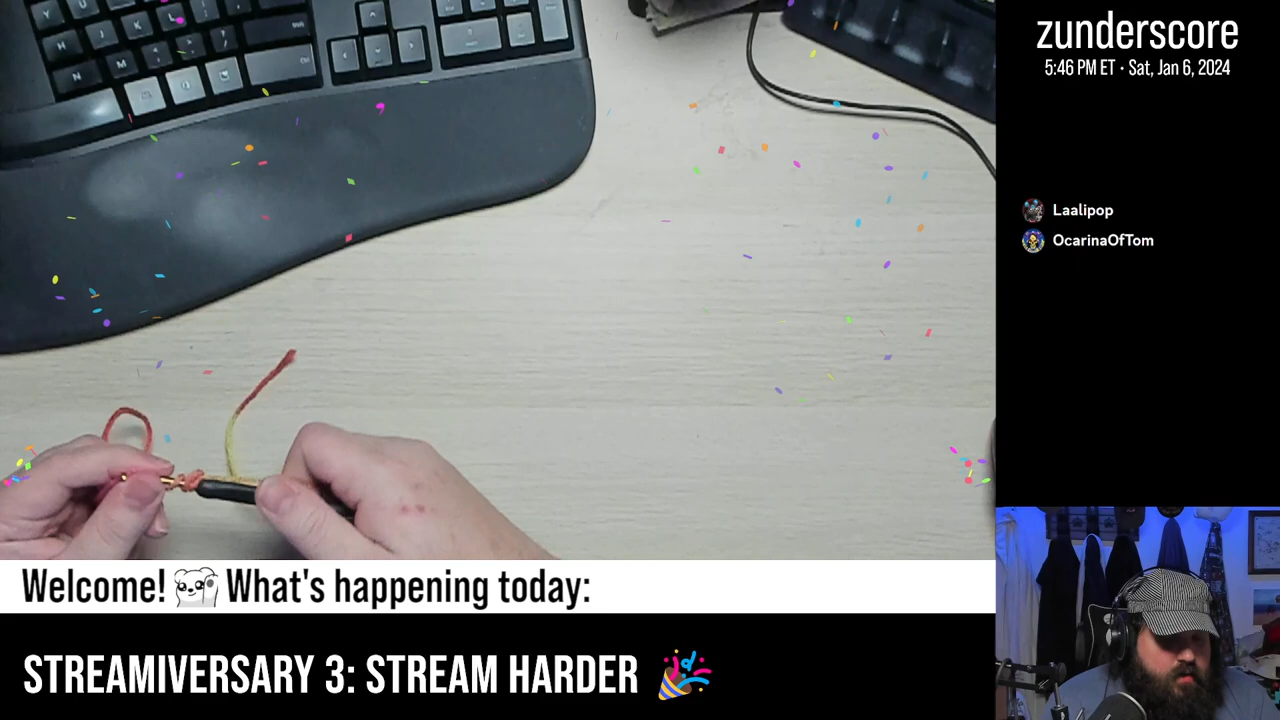 zunderscore
5:46 PM ET · Sat, Jan 6, 2024
Laalipop
OcarinaOfTom
Welcome! What's happening today:
STREAMIVERSARY 3: STREAM HARDER